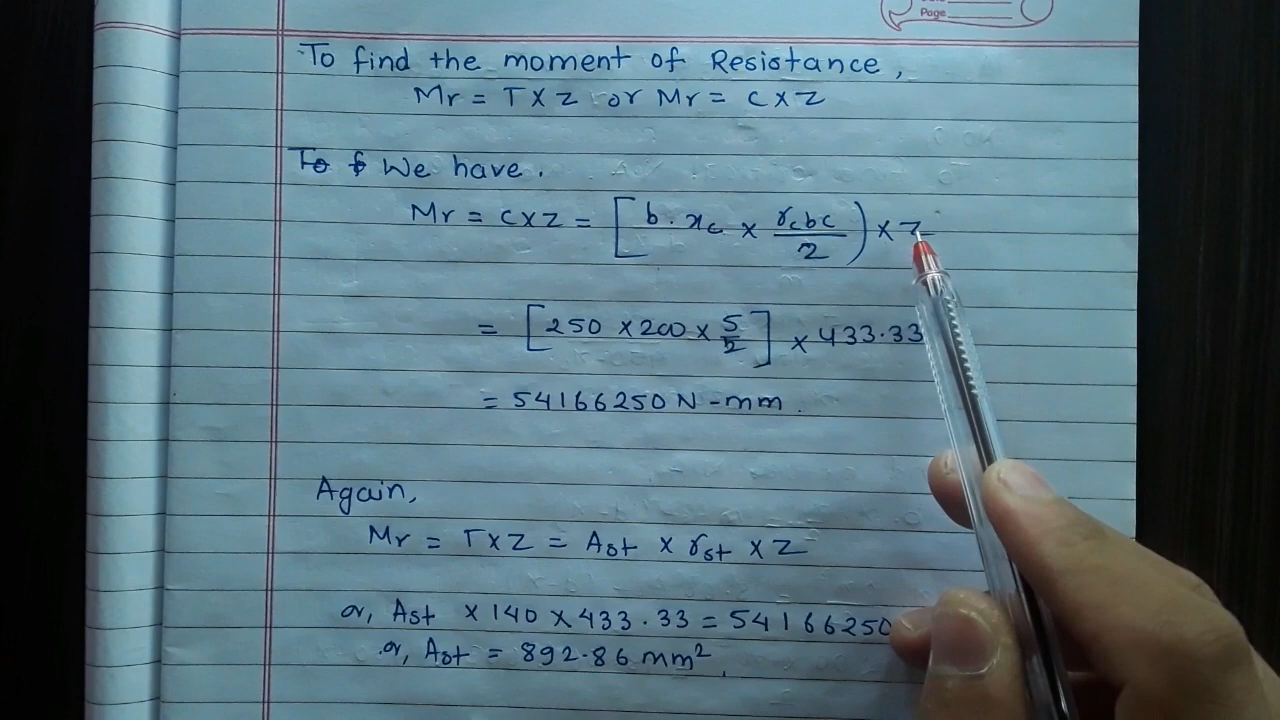 Page
To find the moment of Resistance,
Mr = T X Z or Mr = C X Z
To f We have.
Mr = C X Z = [b. xc × σcbc/2) × Z
= [250 × 200 × 5/2] × 433.33
= 54166250 N-mm.
Again,
Mr = T X Z = Ast × σst × Z
or, Ast × 140 × 433.33 = 54166250
or, Ast = 892.86 mm²